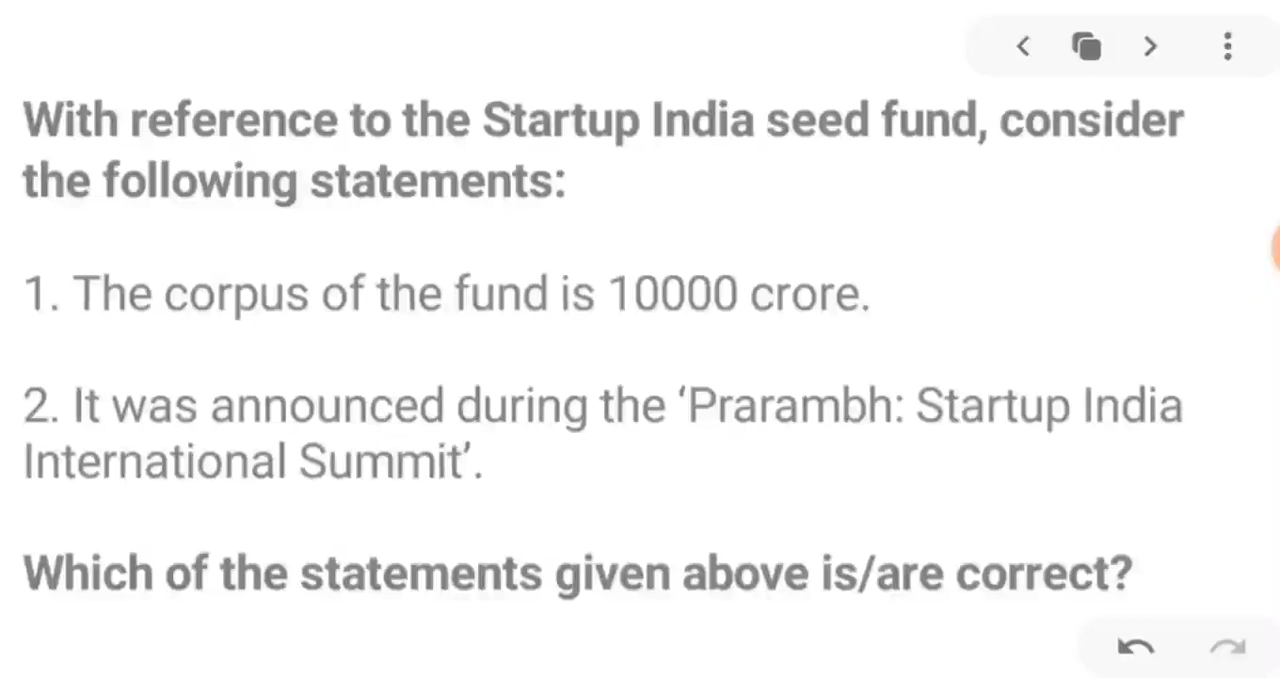 With reference to the Startup India seed fund, consider
the following statements:
1. The corpus of the fund is 10000 crore.
2. It was announced during the ‘Prarambh: Startup India
International Summit’.
Which of the statements given above is/are correct?